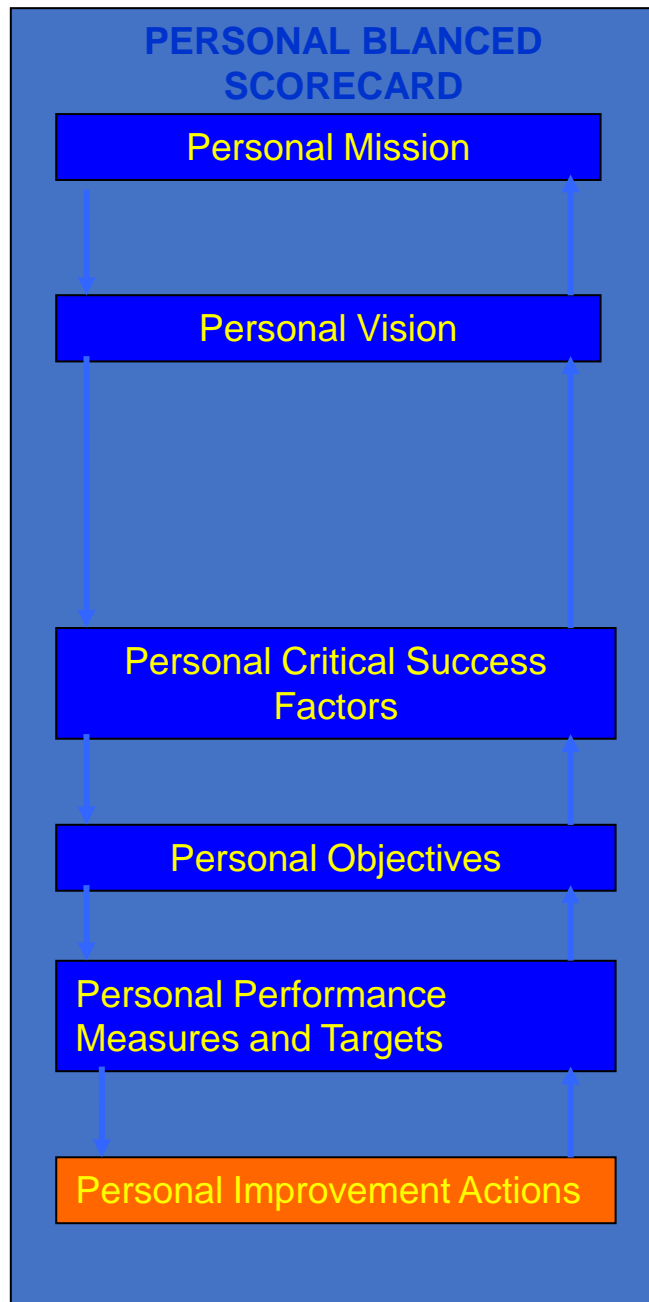 PERSONAL BLANCED
SCORECARD
Personal Mission
Personal Vision
Personal Critical Success
Factors
Personal Objectives
Personal Performance
Measures and Targets
Personal Improvement Actions